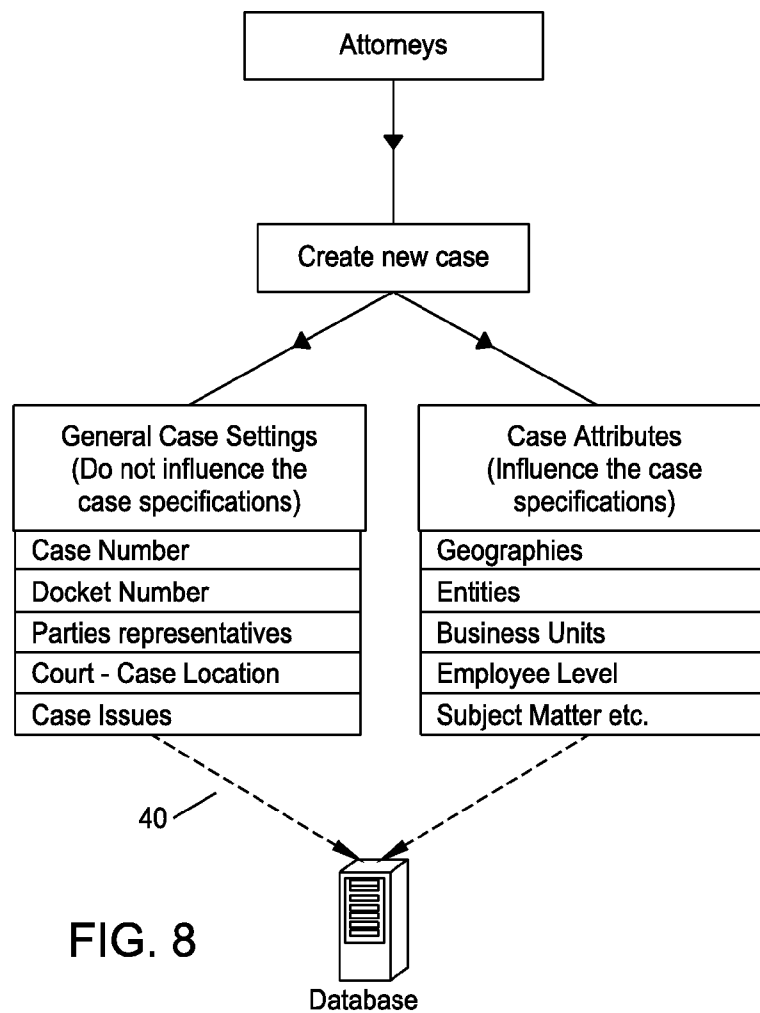 Attorneys
Create new case
General Case Settings
(Do not influence the
case specifications)
Case Number
Docket Number
Parties representatives
Court - Case Location
Case Issues
Case Attributes
(Influence the case
specifications)
Geographies
Entities
Business Units
Employee Level
Subject Matter etc.
40
FIG. 8
Database